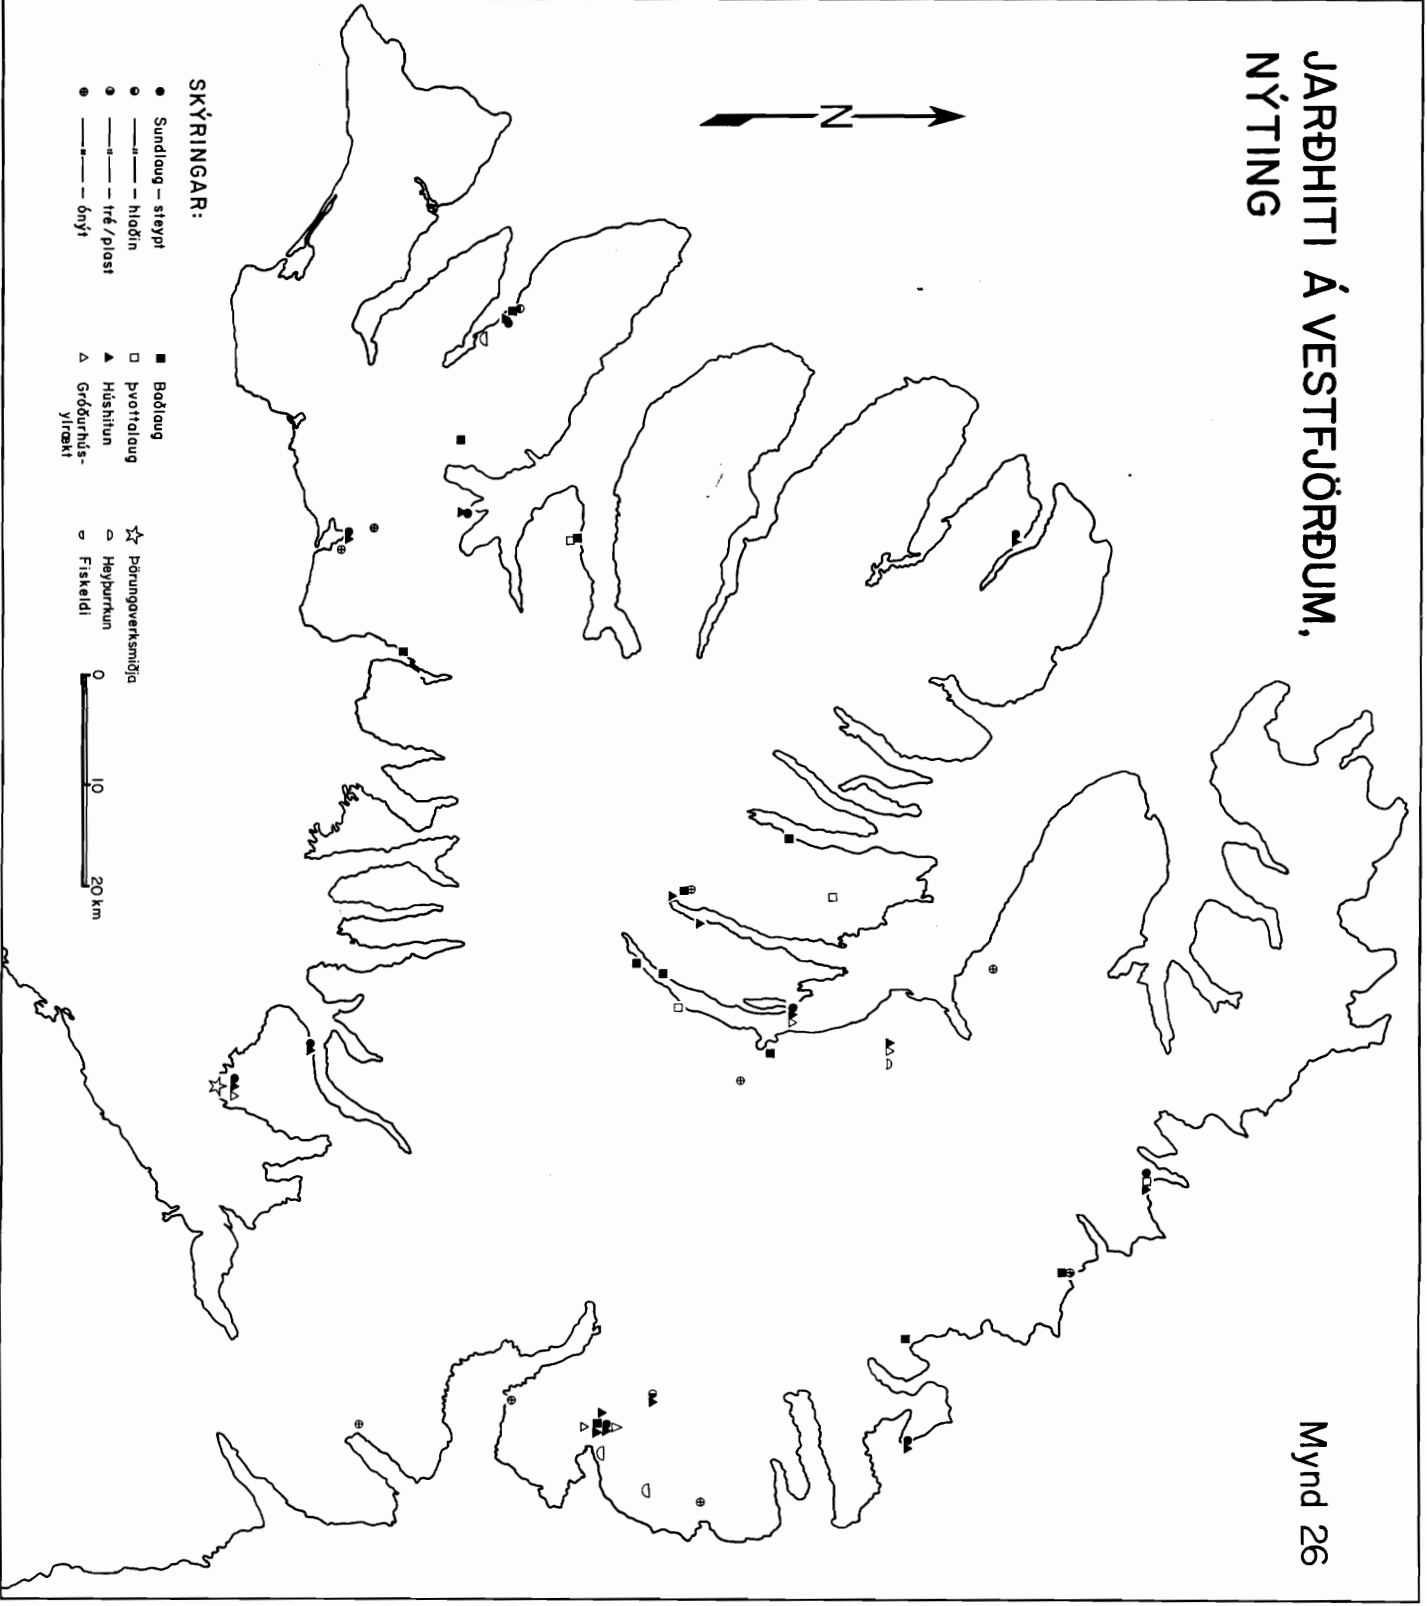 JARÐHITI Á VESTFJÖRÐUM,
NÝTING
Mynd 26
N
SKÝRINGAR:
Sundlaug – steypt
—"— – hlaðin
—"— – tré/plast
—"— – ónýt
Baðlaug
Þvottalaug
Húshitun
Gróðurhús-
ylrækt
Þörungaverksmiðja
Heyþurrkun
Fiskeldi
0 10 20 km